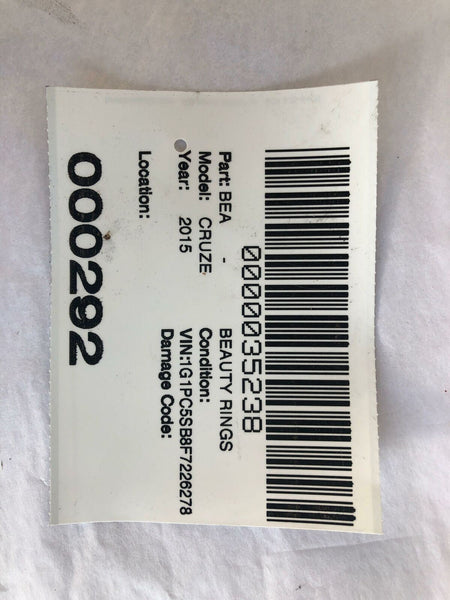 0000035238
Part: BEA - BEAUTY RINGS
Model: CRUZE Condition:
Year: 2015 VIN:1G1PC5SB8F7226278
Damage Code:
Location:
000292